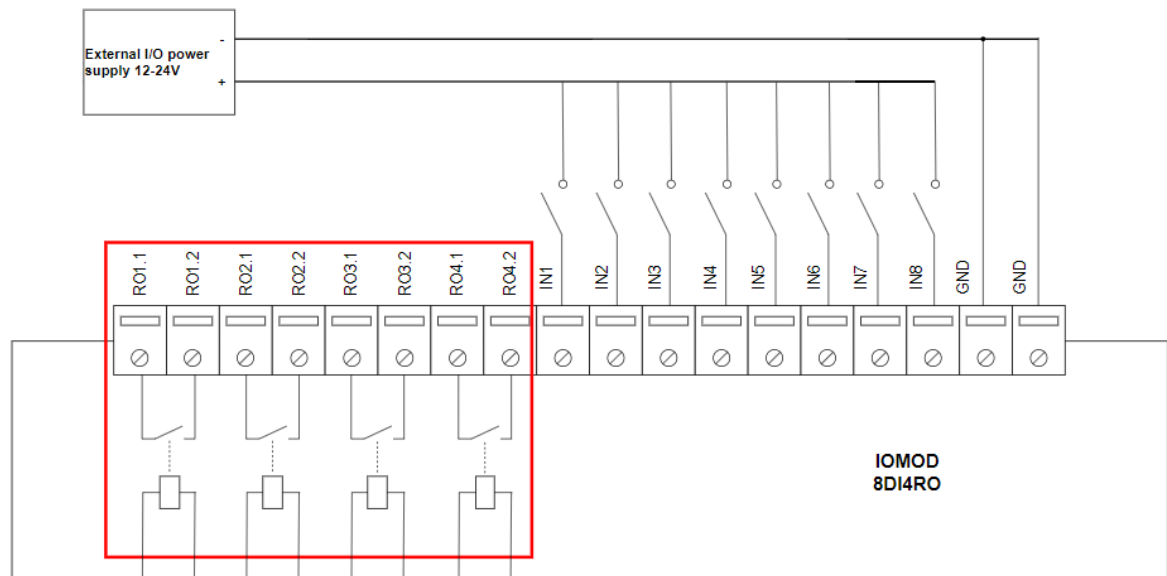 -
External I/O power
supply 12-24V
+
RO1.1
RO1.2
RO2.1
RO2.2
RO3.1
RO3.2
RO4.1
RO4.2
IN1
IN2
IN3
IN4
IN5
IN6
IN7
IN8
GND
GND
IOMOD
8DI4RO